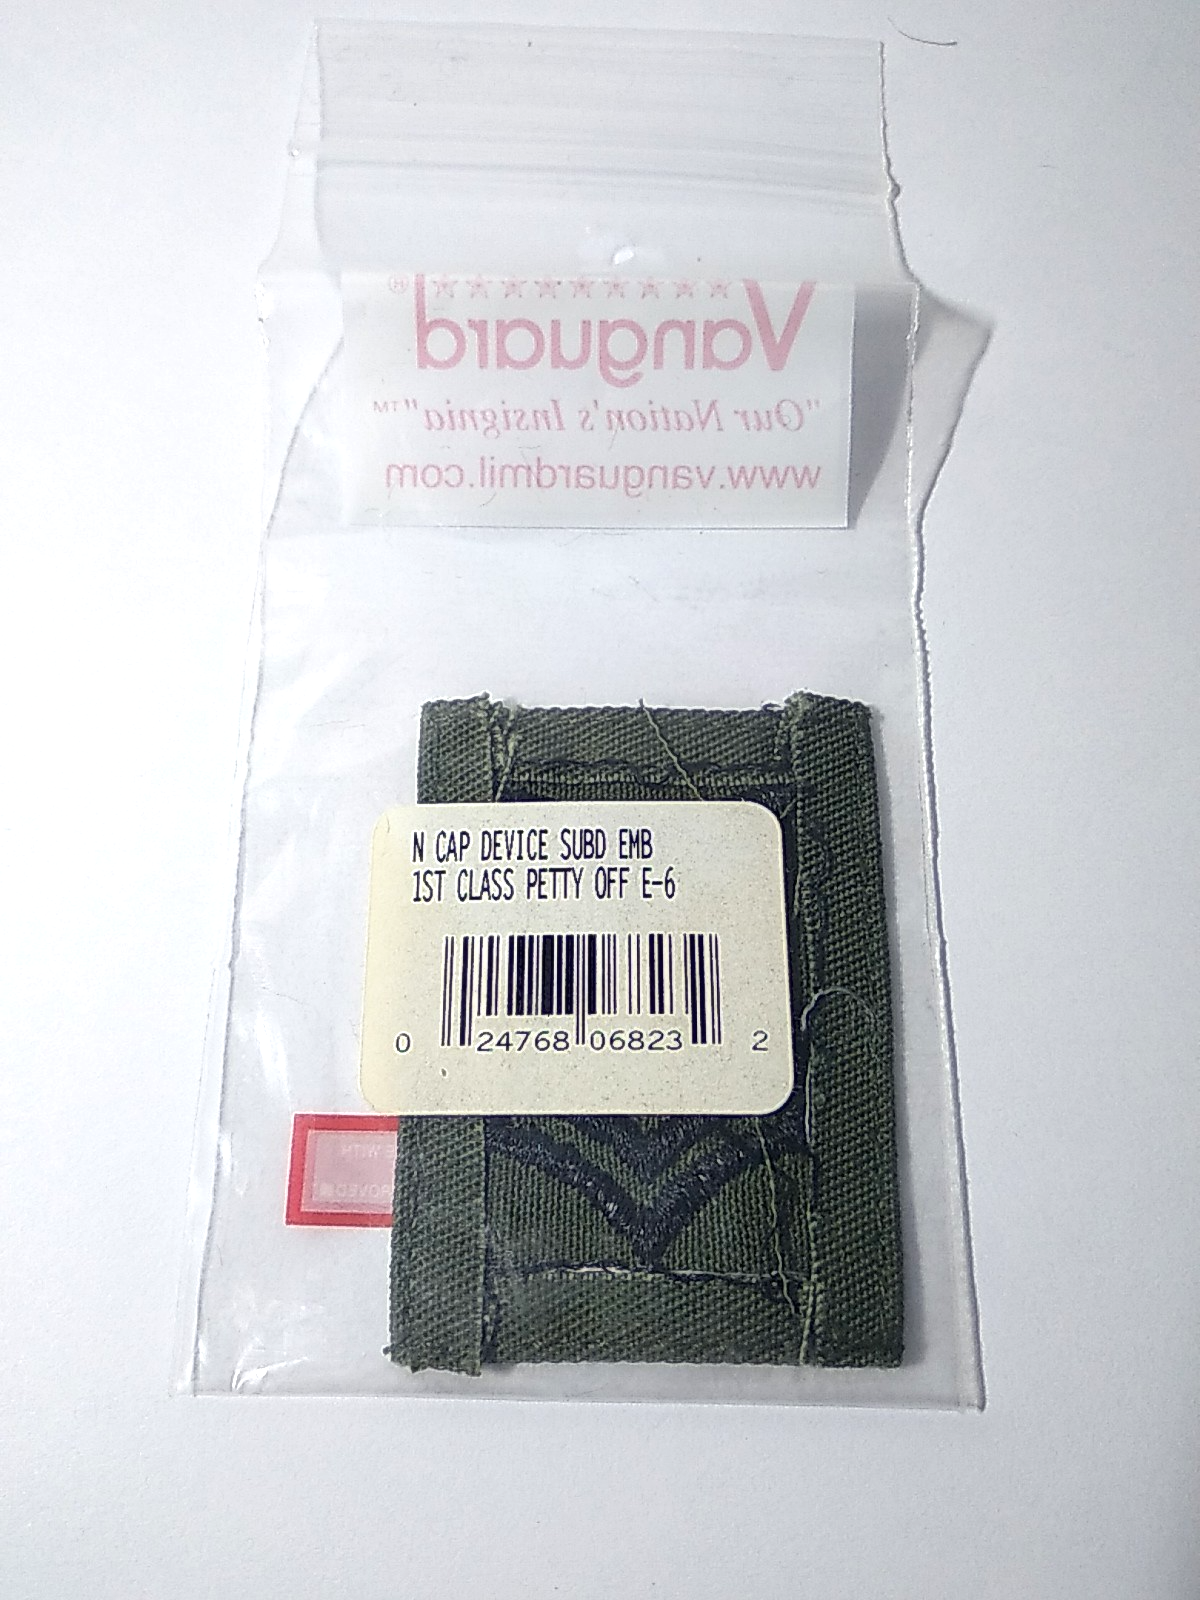 Vanguard®
"Our Nation's Insignia"™
www.vanguardmil.com
N CAP DEVICE SUBD EMB
1ST CLASS PETTY OFF E-6
0 24768 06823 2
WITH